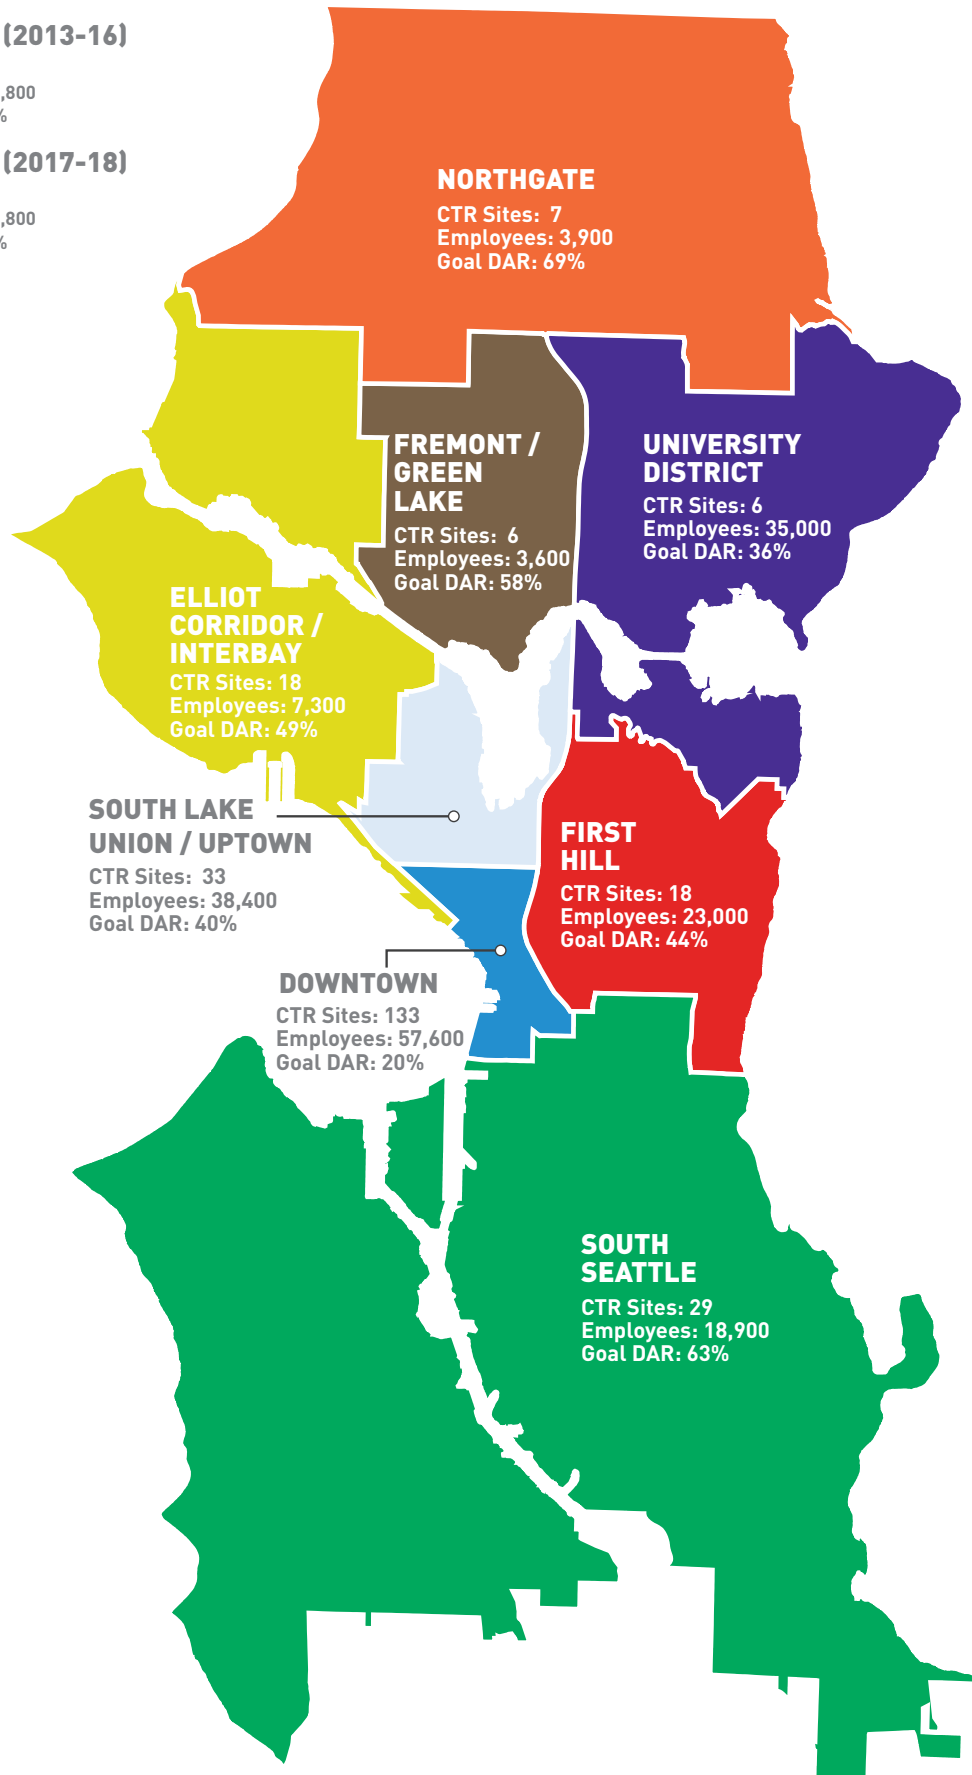 (2013-16)
,800
%
(2017-18)
,800
%
NORTHGATE
CTR Sites: 7
Employees: 3,900
Goal DAR: 69%
FREMONT /
GREEN
LAKE
CTR Sites: 6
Employees: 3,600
Goal DAR: 58%
UNIVERSITY
DISTRICT
CTR Sites: 6
Employees: 35,000
Goal DAR: 36%
ELLIOT
CORRIDOR /
INTERBAY
CTR Sites: 18
Employees: 7,300
Goal DAR: 49%
SOUTH LAKE
UNION / UPTOWN
CTR Sites: 33
Employees: 38,400
Goal DAR: 40%
FIRST
HILL
CTR Sites: 18
Employees: 23,000
Goal DAR: 44%
DOWNTOWN
CTR Sites: 133
Employees: 57,600
Goal DAR: 20%
SOUTH
SEATTLE
CTR Sites: 29
Employees: 18,900
Goal DAR: 63%